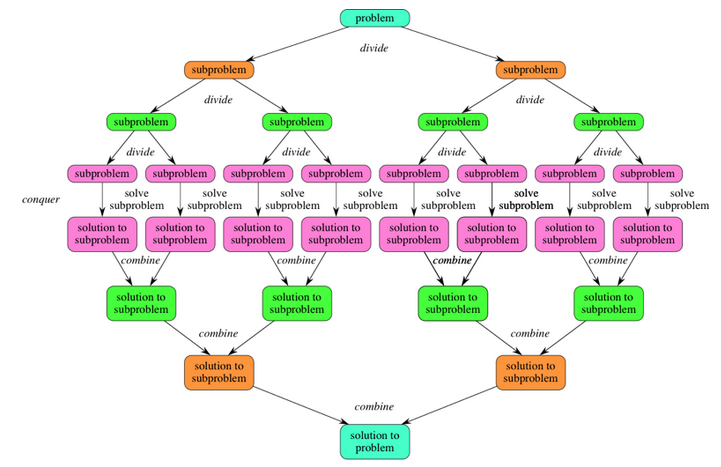 problem
divide
subproblem
subproblem
divide
divide
subproblem
subproblem
subproblem
subproblem
divide
divide
divide
divide
subproblem
subproblem
subproblem
subproblem
subproblem
subproblem
subproblem
subproblem
conquer
solve
subproblem
solve
subproblem
solve
subproblem
solve
subproblem
solve
subproblem
solve
subproblem
solve
subproblem
solve
subproblem
solution to
subproblem
solution to
subproblem
solution to
subproblem
solution to
subproblem
solution to
subproblem
solution to
subproblem
solution to
subproblem
solution to
subproblem
combine
combine
combine
combine
solution to
subproblem
solution to
subproblem
solution to
subproblem
solution to
subproblem
combine
combine
solution to
subproblem
solution to
subproblem
combine
solution to
problem